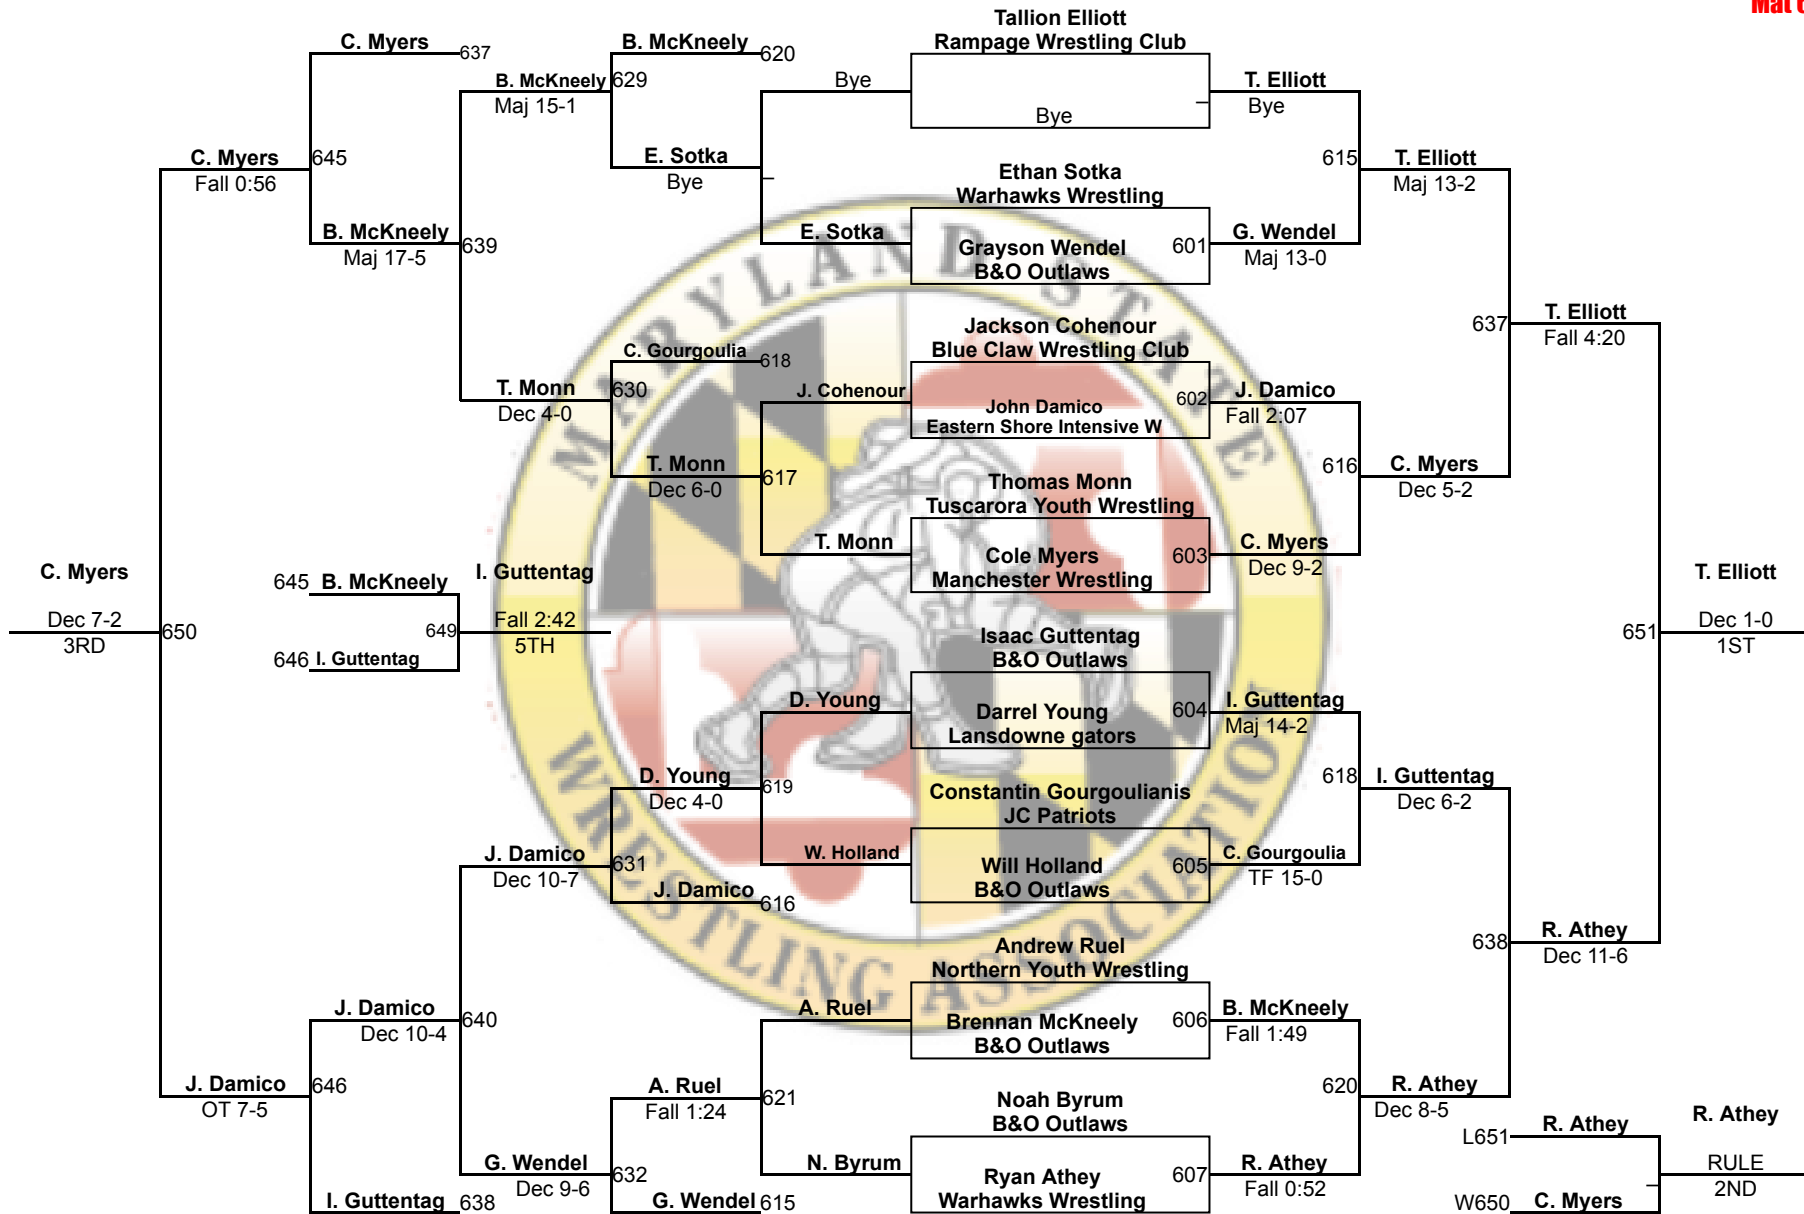 Tallion Elliott
Rampage Wrestling Club
C. Myers
637
B. McKneely
620
B. McKneely
629
Maj 15-1
Bye
Bye
T. Elliott
Bye
C. Myers
Fall 0:56
645
E. Sotka
Bye
Ethan Sotka
Warhawks Wrestling
615
T. Elliott
Maj 13-2
B. McKneely
Maj 17-5
639
E. Sotka
Grayson Wendel
B&O Outlaws
601
G. Wendel
Maj 13-0
Jackson Cohenour
Blue Claw Wrestling Club
637
T. Elliott
Fall 4:20
C. Gourgoulia
618
T. Monn
Dec 4-0
630
J. Cohenour
John Damico
Eastern Shore Intensive W
602
J. Damico
Fall 2:07
T. Monn
Dec 6-0
617
Thomas Monn
Tuscarora Youth Wrestling
616
C. Myers
Dec 5-2
T. Monn
Cole Myers
Manchester Wrestling
603
C. Myers
Dec 9-2
C. Myers
Dec 7-2
3RD
650
645
B. McKneely
646
I. Guttentag
649
I. Guttentag
Fall 2:42
5TH
Isaac Guttentag
B&O Outlaws
651
T. Elliott
Dec 1-0
1ST
D. Young
Darrel Young
Lansdowne gators
604
I. Guttentag
Maj 14-2
D. Young
Dec 4-0
619
Constantin Gourgoulianis
JC Patriots
618
I. Guttentag
Dec 6-2
J. Damico
Dec 10-7
631
J. Damico
616
W. Holland
Will Holland
B&O Outlaws
605
C. Gourgoulia
TF 15-0
Andrew Ruel
Northern Youth Wrestling
638
R. Athey
Dec 11-6
J. Damico
Dec 10-4
640
A. Ruel
Brennan McKneely
B&O Outlaws
606
B. McKneely
Fall 1:49
J. Damico
OT 7-5
646
A. Ruel
Fall 1:24
621
Noah Byrum
B&O Outlaws
620
R. Athey
Dec 8-5
L651
R. Athey
R. Athey
RULE
2ND
G. Wendel
Dec 9-6
632
N. Byrum
Ryan Athey
Warhawks Wrestling
607
R. Athey
Fall 0:52
I. Guttentag
638
G. Wendel
615
W650
C. Myers
MARYLAND STATE
WRESTLING ASSOCIATION